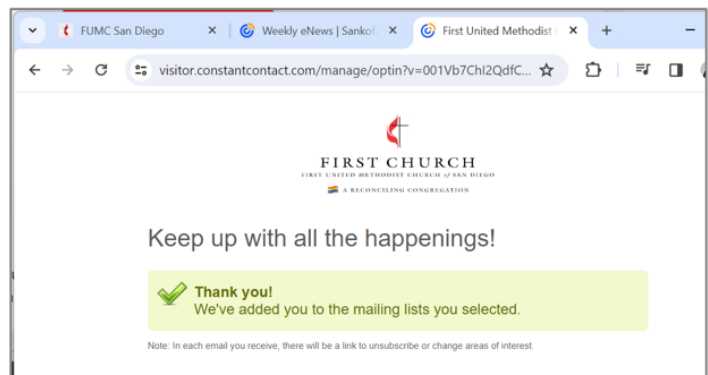 FUMC San Diego
Weekly eNews | Sankof
First United Methodist
visitor.constantcontact.com/manage/optin?v=001Vb7ChI2QdfC...
FIRST CHURCH
FIRST UNITED METHODIST CHURCH of SAN DIEGO
A RECONCILING CONGREGATION
Keep up with all the happenings!
Thank you!
We've added you to the mailing lists you selected.
Note: In each email you receive, there will be a link to unsubscribe or change areas of interest.